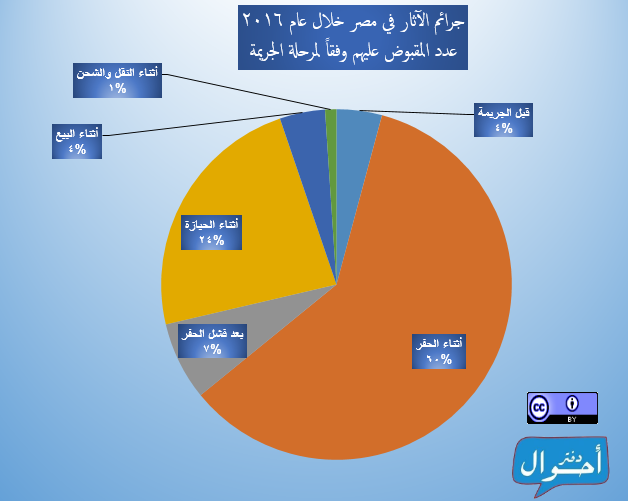 جرائم الآثار في مصر خلال عام ٢٠١٦
عدد المقبوض عليهم وفقاً لمرحلة الجريمة
أثناء النقل والشحن
١%
قبل الجريمة
٤%
أثناء البيع
٤%
أثناء الحيازة
٢٤%
بعد فشل الحفر
٧%
أثناء الحفر
٦٠%
cc
BY
دفتر
أحوال